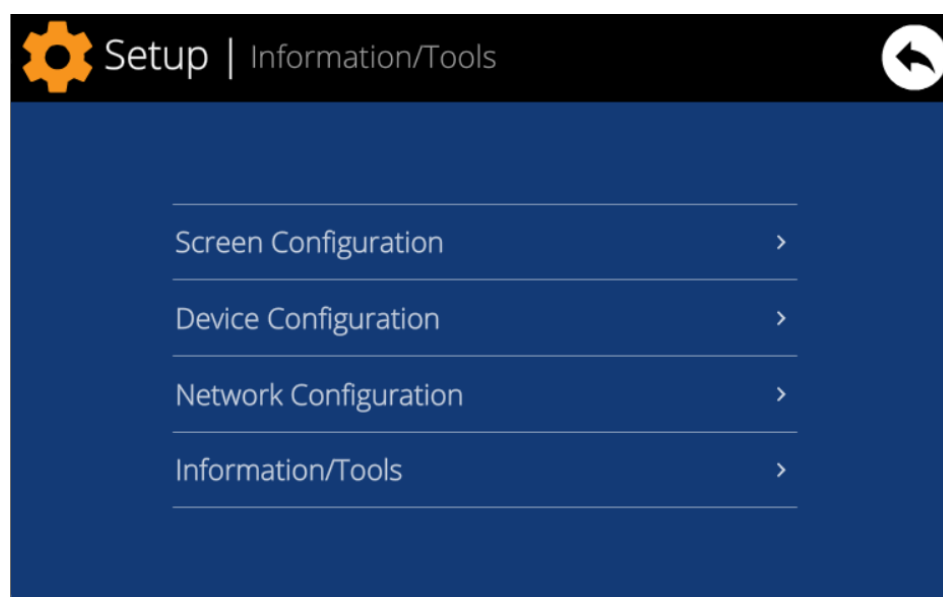 Setup | Information/Tools
Screen Configuration
Device Configuration
Network Configuration
Information/Tools